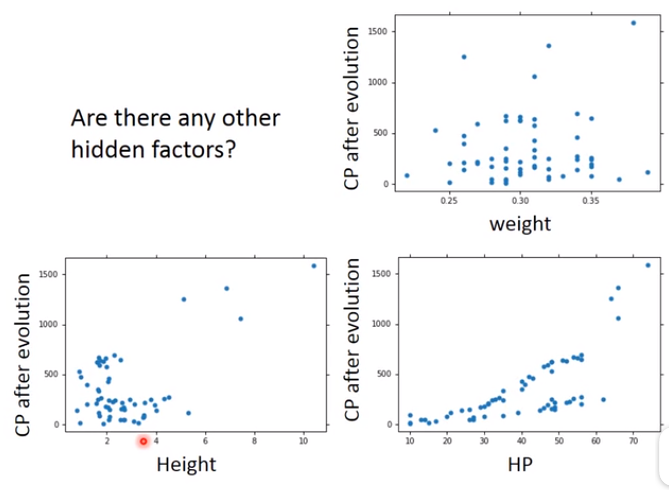 Are there any other
hidden factors?
CP after evolution
1500
1000
500
0
0.25 0.30 0.35
weight
CP after evolution
1500
1000
500
0
2 4 6 8 10
Height
CP after evolution
1500
1000
500
0
10 20 30 40 50 60 70
HP